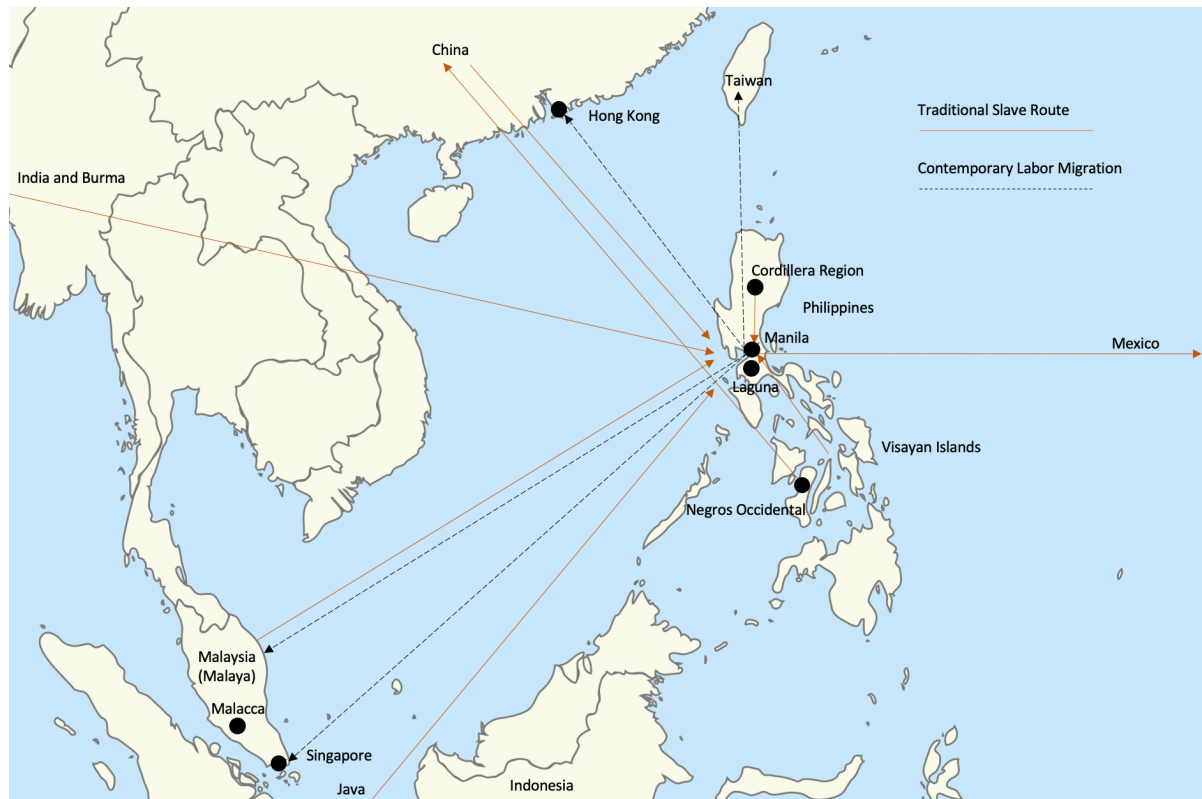 China
Taiwan
Hong Kong
Traditional Slave Route
Contemporary Labor Migration
India and Burma
Cordillera Region
Philippines
Manila
Mexico
Laguna
Visayan Islands
Negros Occidental
Malaysia
(Malaya)
Malacca
Singapore
Java
Indonesia